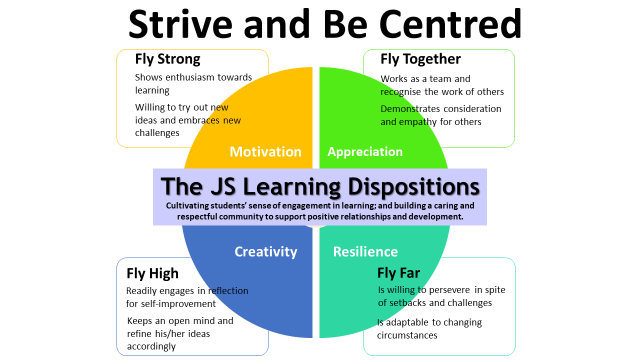 Strive and Be Centred
Fly Strong
Shows enthusiasm towards
learning
Willing to try out new
ideas and embraces new
challenges
Fly Together
Works as a team and
recognise the work of others
Demonstrates consideration
and empathy for others
Motivation
Appreciation
The JS Learning Dispositions
Cultivating students' sense of engagement in learning; and building a caring and
respectful community to support positive relationships and development.
Creativity
Resilience
Fly High
Readily engages in reflection
for self-improvement
Keeps an open mind and
refine his/her ideas
accordingly
Fly Far
Is willing to persevere in spite
of setbacks and challenges
Is adaptable to changing
circumstances